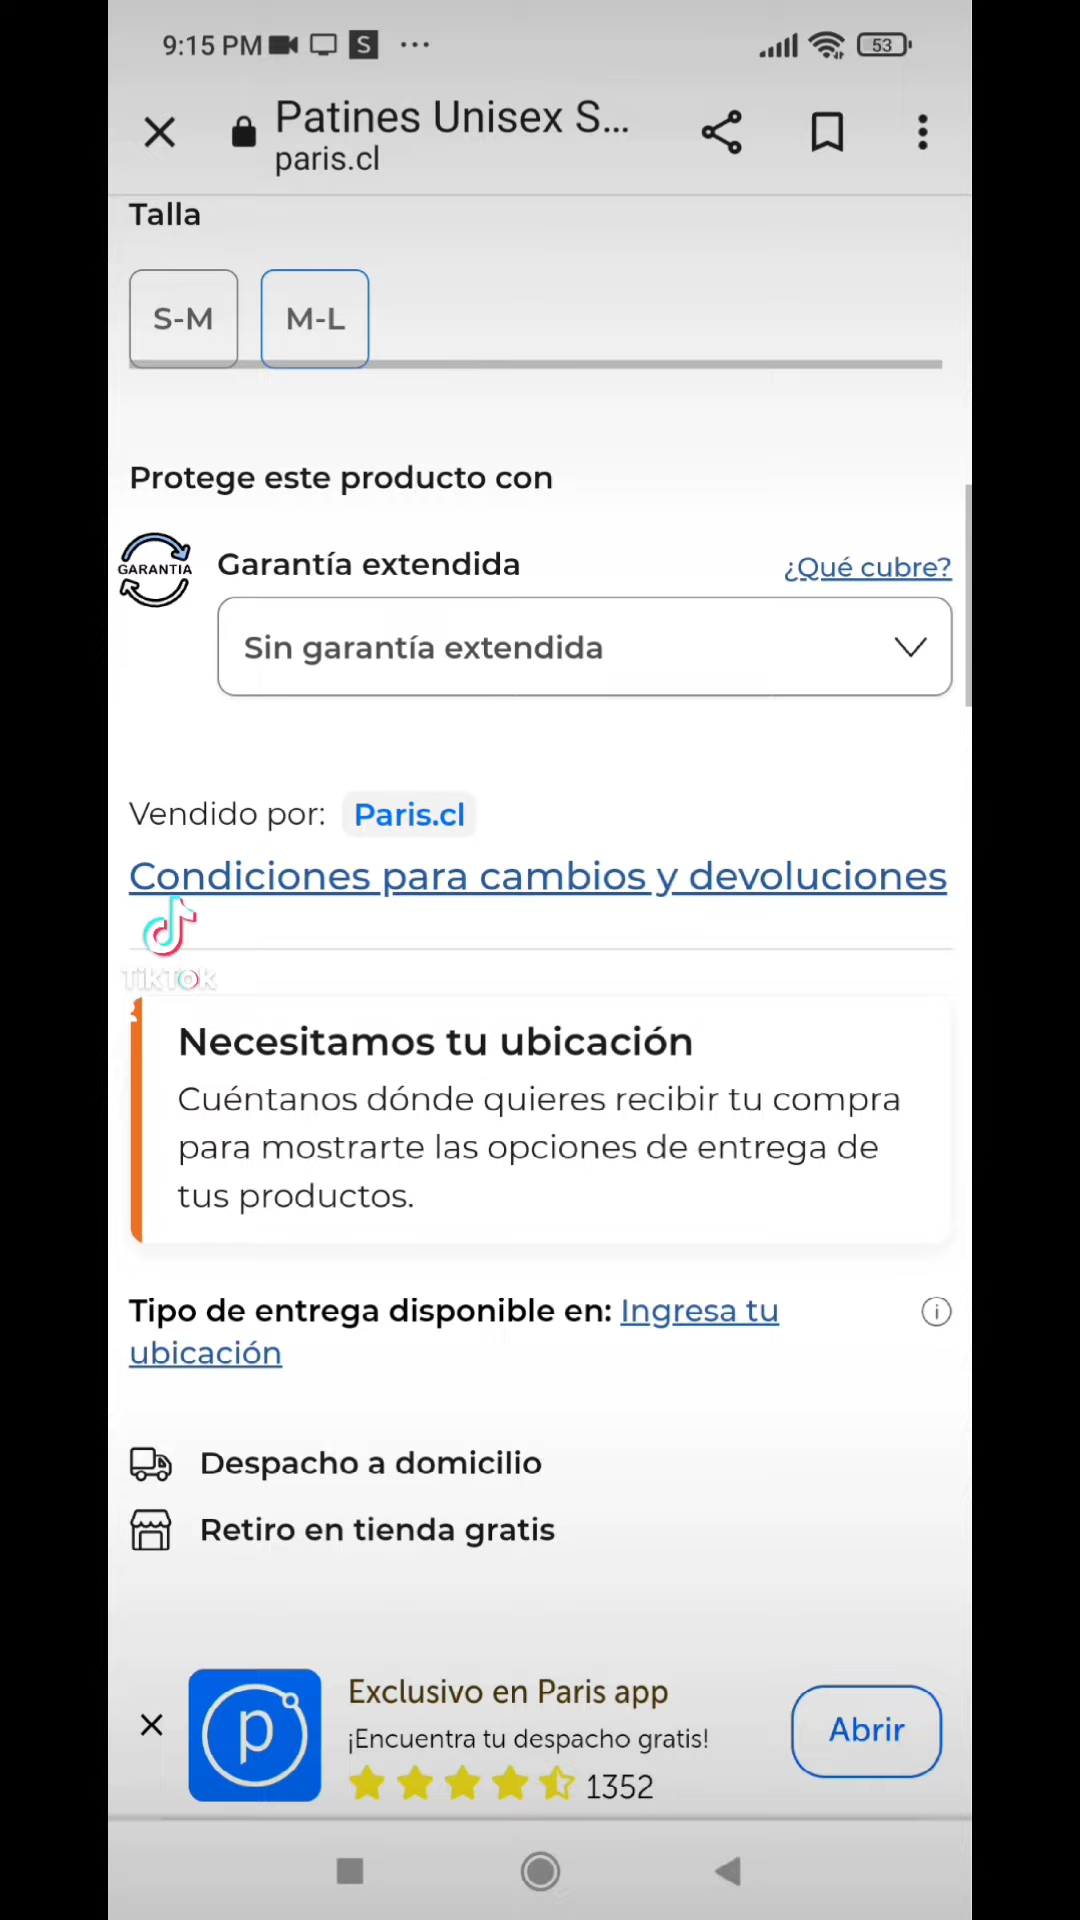 9:15 PM S ...
53
Patines Unisex S...
paris.cl
Talla
S-M M-L
Protege este producto con
GARANTIA
Garantía extendida ¿Qué cubre?
Sin garantía extendida
Vendido por: Paris.cl
Condiciones para cambios y devoluciones
TikTok
Necesitamos tu ubicación
Cuéntanos dónde quieres recibir tu compra
para mostrarte las opciones de entrega de
tus productos.
Tipo de entrega disponible en: Ingresa tu
ubicación
Despacho a domicilio
Retiro en tienda gratis
p
Exclusivo en Paris app
¡Encuentra tu despacho gratis!
1352
Abrir